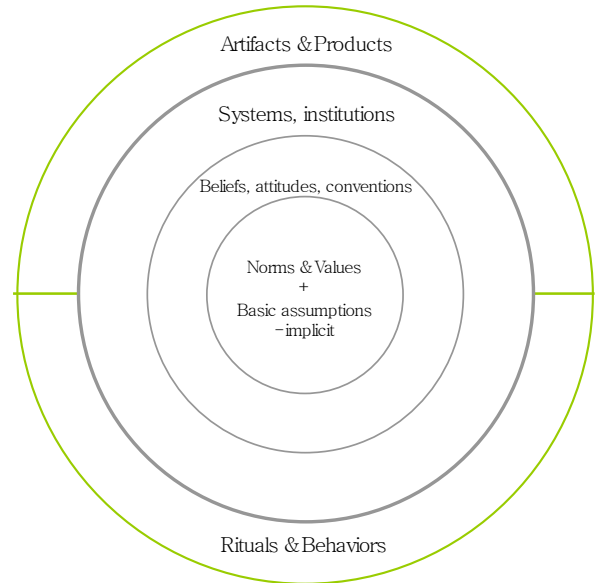 Artifacts & Products
Systems, institutions
Beliefs, attitudes, conventions
Norms & Values
+
Basic assumptions
-implicit
Rituals & Behaviors